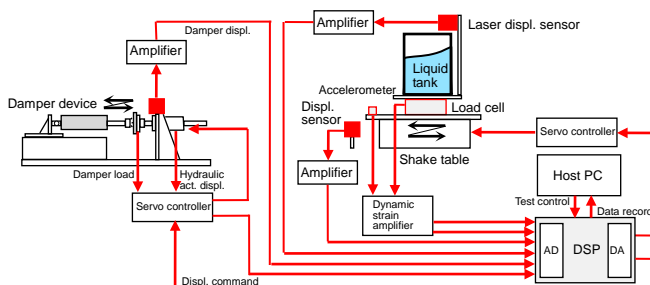 Damper displ.
Amplifier
Laser displ. sensor
Amplifier
Liquid
tank
Accelerometer
Damper device
Displ.
sensor
Load cell
Servo controller
Shake table
Damper load
Hydraulic
act. displ.
Amplifier
Host PC
Servo controller
Dynamic
strain
amplifier
Test control
Data record
AD
DSP
DA
Displ. command